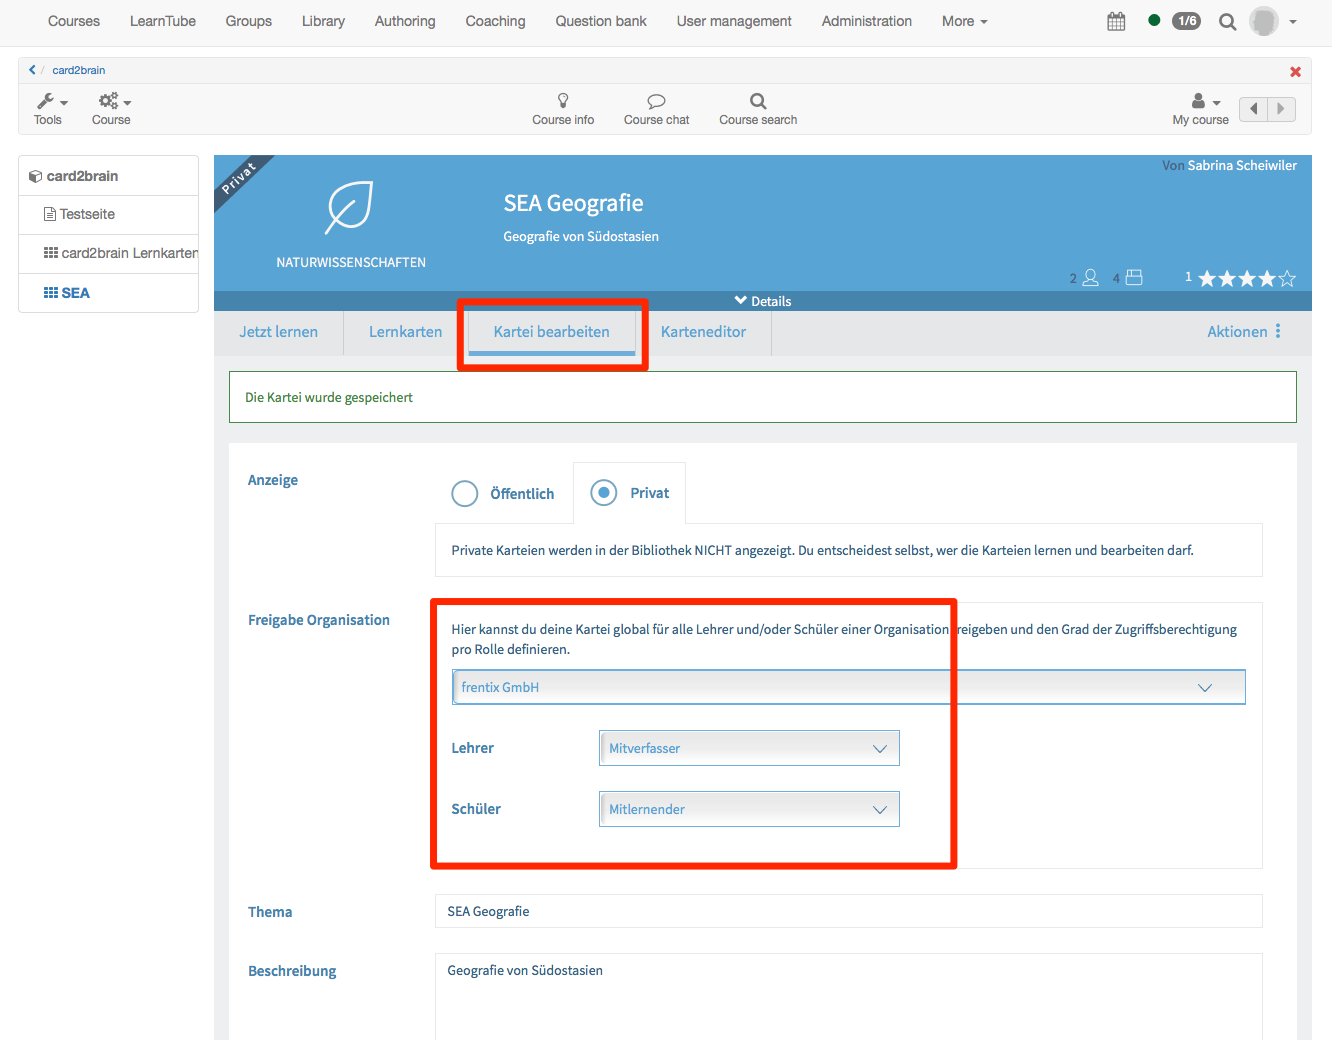 Courses LearnTube Groups Library Authoring Coaching Question bank User management Administration More 1/6
/ card2brain
Tools Course Course info Course chat Course search My course
card2brain
Testseite
card2brain Lernkarten
SEA
Privat
Von Sabrina Scheiwiler
SEA Geografie
Geografie von Südostasien
NATURWISSENSCHAFTEN
2 4 1
Details
Jetzt lernen Lernkarten Kartei bearbeiten Karteneditor Aktionen
Die Kartei wurde gespeichert
Anzeige Öffentlich Privat
Private Karteien werden in der Bibliothek NICHT angezeigt. Du entscheidest selbst, wer die Karteien lernen und bearbeiten darf.
Freigabe Organisation
Hier kannst du deine Kartei global für alle Lehrer und/oder Schüler einer Organisation reigeben und den Grad der Zugriffsberechtigung
pro Rolle definieren.
frentix GmbH
Lehrer Mitverfasser
Schüler Mitlernender
Thema SEA Geografie
Beschreibung Geografie von Südostasien